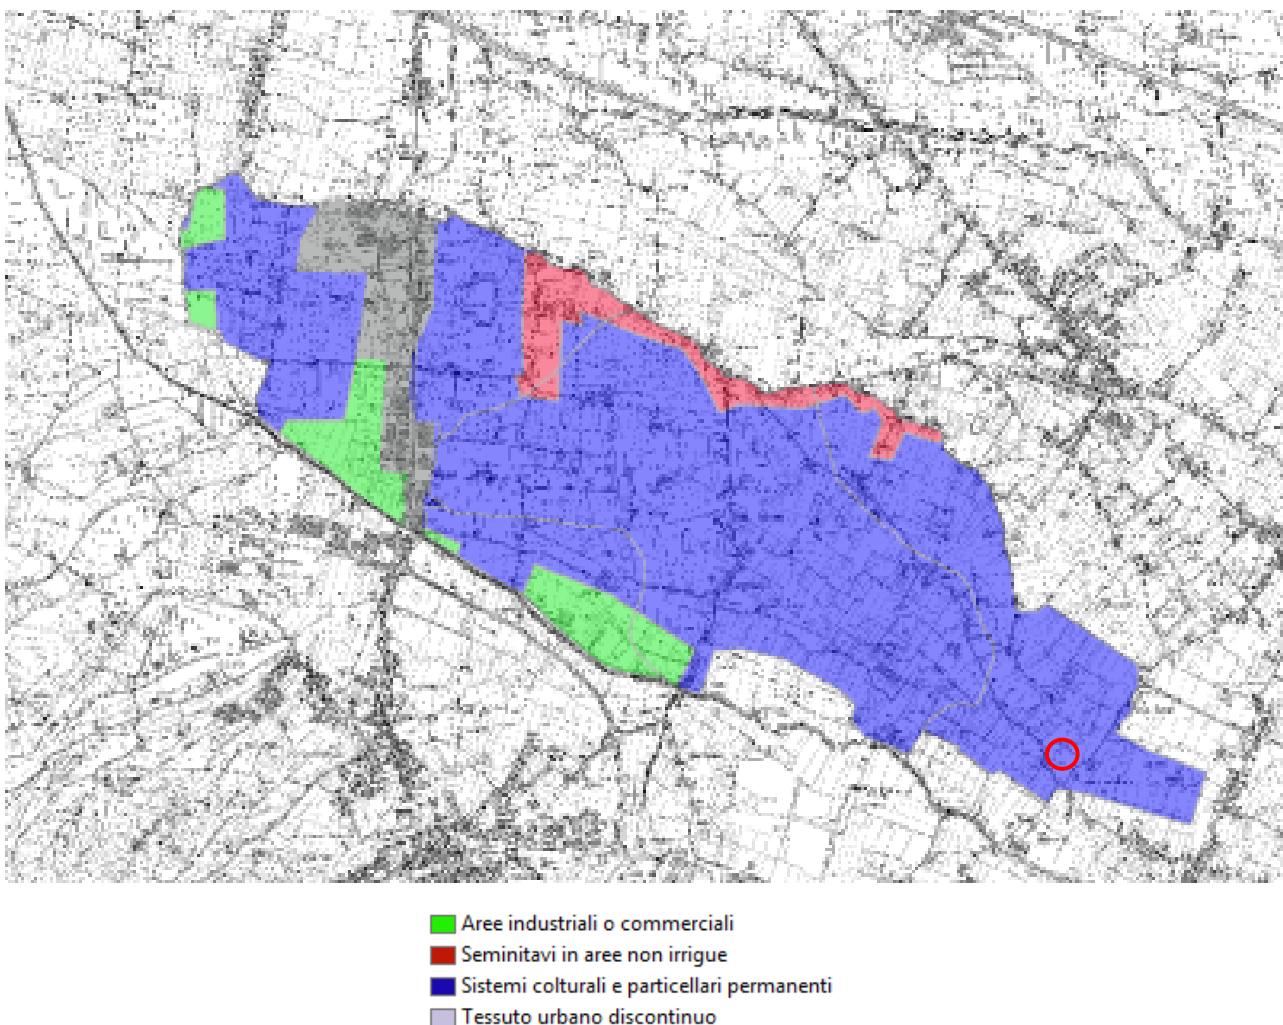 Aree industriali o commerciali
Seminitavi in aree non irrigue
Sistemi colturali e particellari permanenti
Tessuto urbano discontinuo